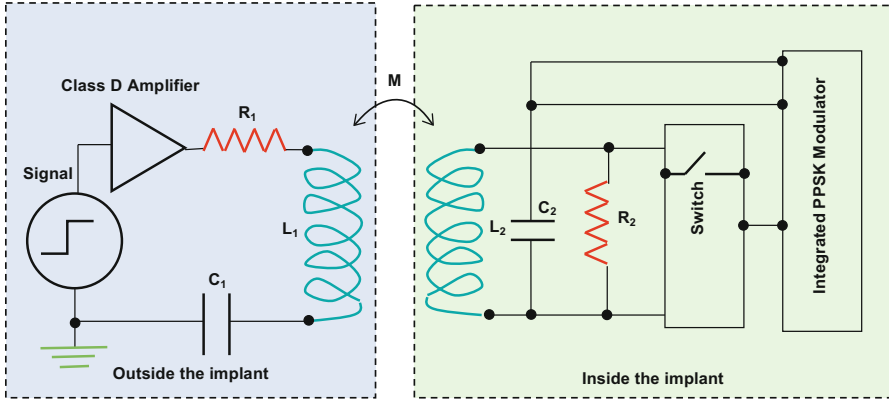 Class D Amplifier
R1
M
Signal
L1
C1
Outside the implant
L2
C2
R2
Switch
Integrated PPSK Modulator
Inside the implant